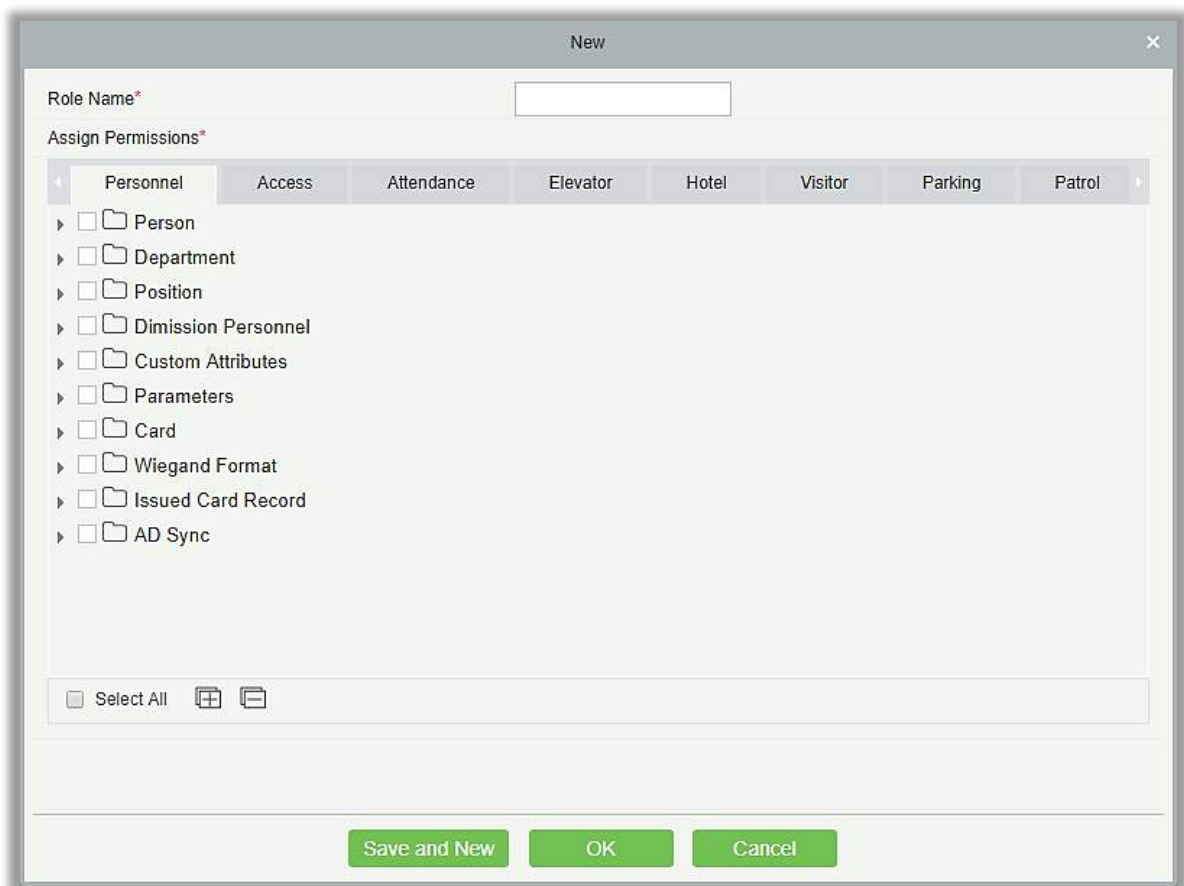 New
Role Name*
Assign Permissions*
Personnel Access Attendance Elevator Hotel Visitor Parking Patrol
Person
Department
Position
Dimission Personnel
Custom Attributes
Parameters
Card
Wiegand Format
Issued Card Record
AD Sync
Select All
Save and New OK Cancel